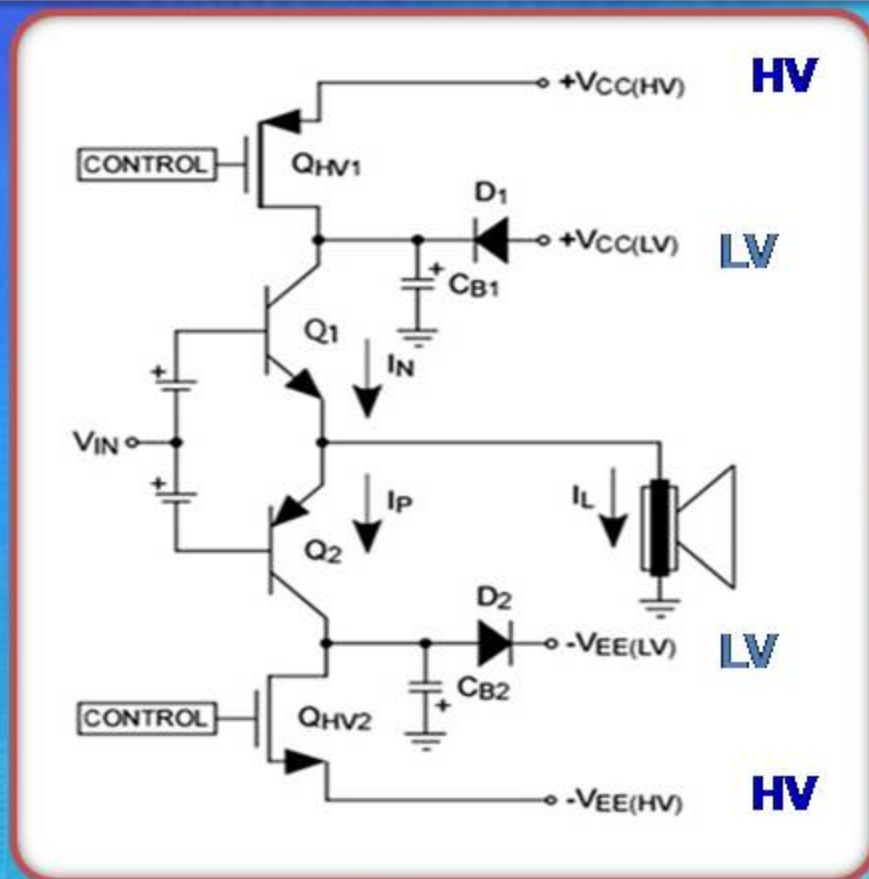 +VCC(HV) HV
CONTROL
QHV1
D1
+VCC(LV) LV
+
CB1
Q1
+
IN
VIN
+
IP
IL
Q2
D2
-VEE(LV) LV
CB2
+
CONTROL
QHV2
-VEE(HV) HV